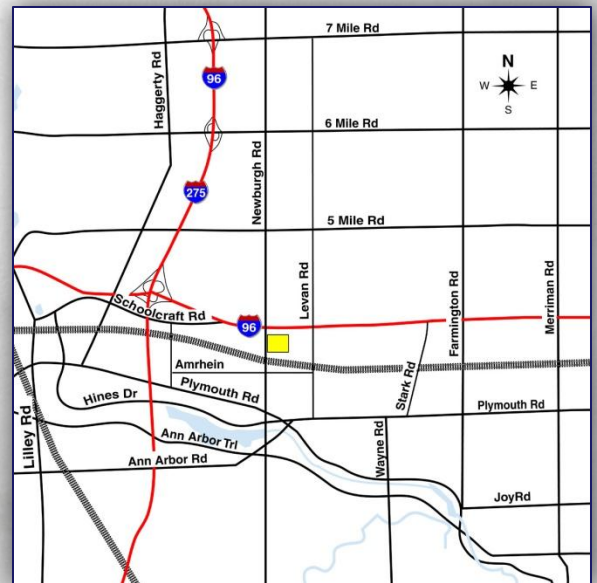 7 Mile Rd
Haggerty Rd
96
N
W E
S
6 Mile Rd
Newburgh Rd
275
5 Mile Rd
Levan Rd
Farmington Rd
Merriman Rd
Schoolcraft Rd
96
Amrhein
Stark Rd
Plymouth Rd
Hines Dr
Plymouth Rd
Lilley Rd
Ann Arbor Trl
Wayne Rd
Ann Arbor Rd
JoyRd